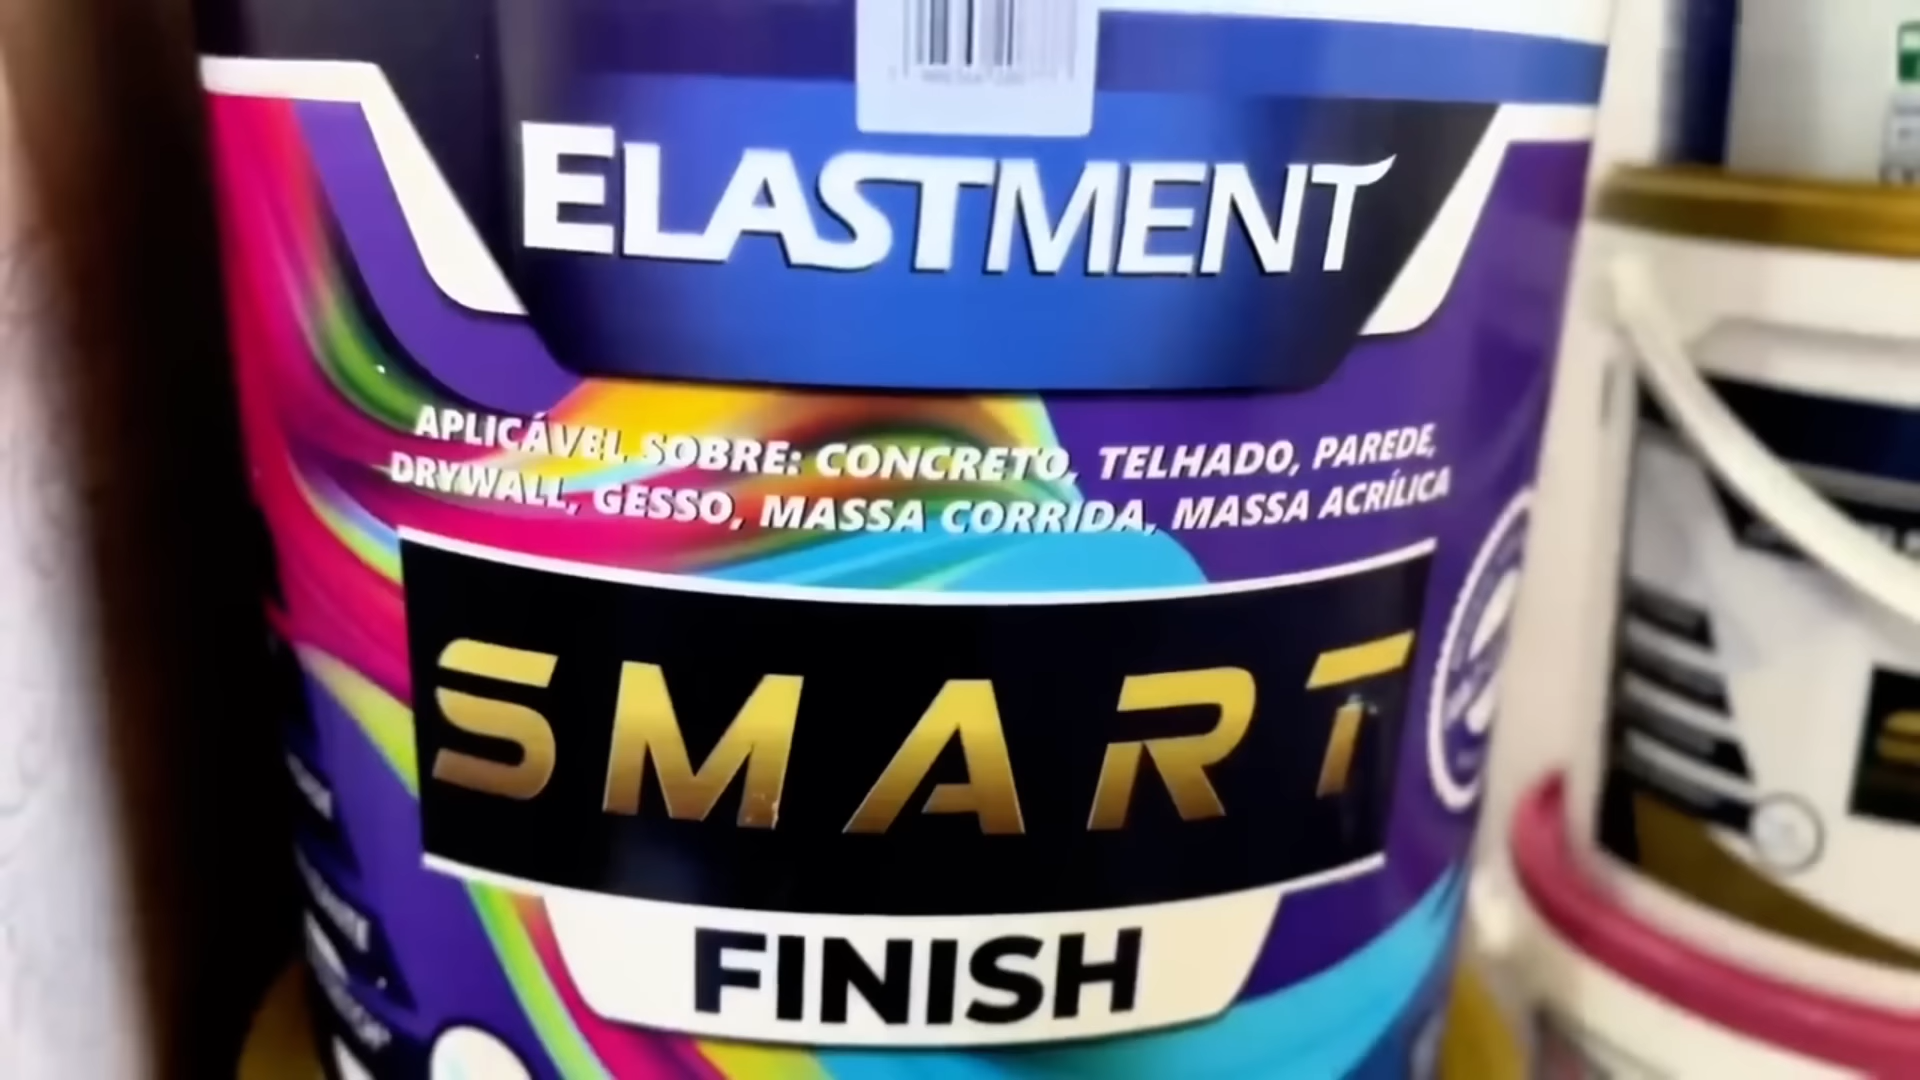 ELASTMENT
APLICÁVEL SOBRE: CONCRETO, TELHADO, PAREDE,
DRYWALL, GESSO, MASSA CORRIDA, MASSA ACRÍLICA
SMART
FINISH